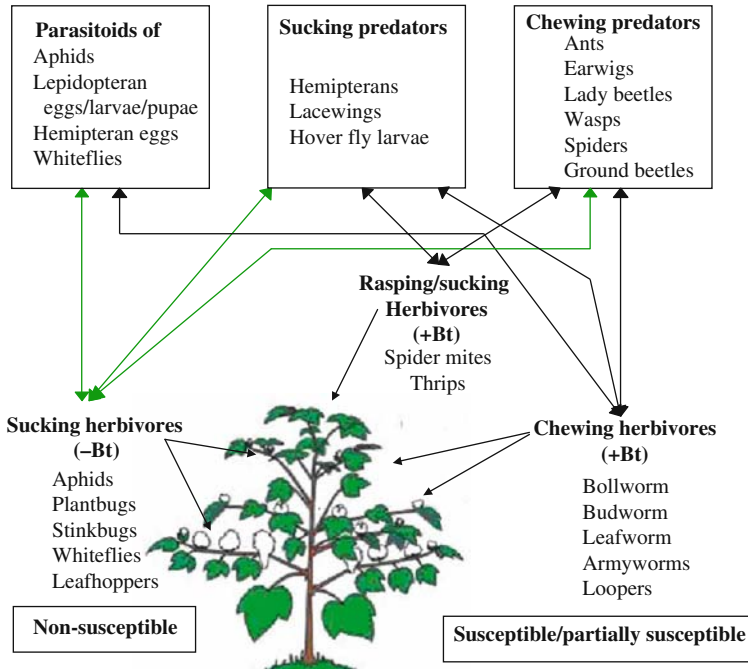 Parasitoids of
Aphids
Lepidopteran
eggs/larvae/pupae
Hemipteran eggs
Whiteflies
Sucking predators
Hemipterans
Lacewings
Hover fly larvae
Chewing predators
Ants
Earwigs
Lady beetles
Wasps
Spiders
Ground beetles
Rasping/sucking
Herbivores
(+Bt)
Spider mites
Thrips
Sucking herbivores
(–Bt)
Aphids
Plantbugs
Stinkbugs
Whiteflies
Leafhoppers
Non-susceptible
Chewing herbivores
(+Bt)
Bollworm
Budworm
Leafworm
Armyworms
Loopers
Susceptible/partially susceptible